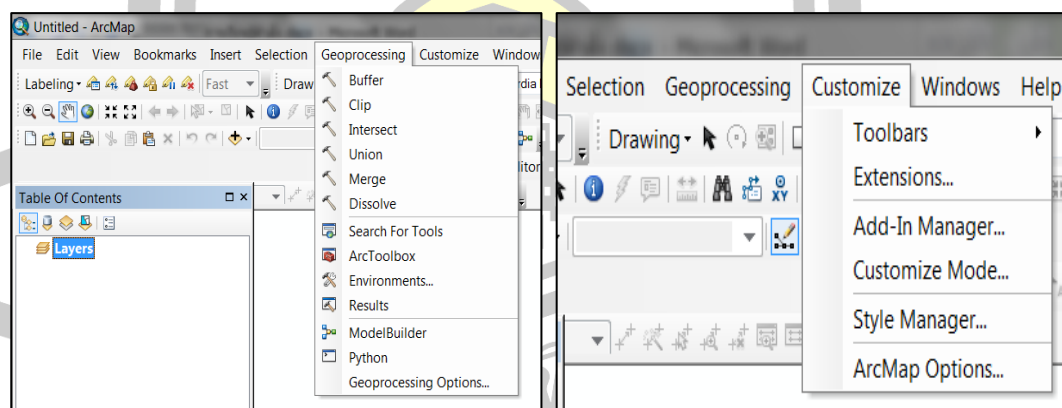 Untitled - ArcMap
File Edit View Bookmarks Insert Selection Geoprocessing Customize Window
Labeling Fast Draw
Buffer
Clip
Intersect
Union
Merge
Dissolve
Search For Tools
ArcToolbox
Environments...
Results
ModelBuilder
Python
Geoprocessing Options...
Table Of Contents
Layers
Selection Geoprocessing Customize Windows Help
Drawing
Toolbars
Extensions...
Add-In Manager...
Customize Mode...
Style Manager...
ArcMap Options...